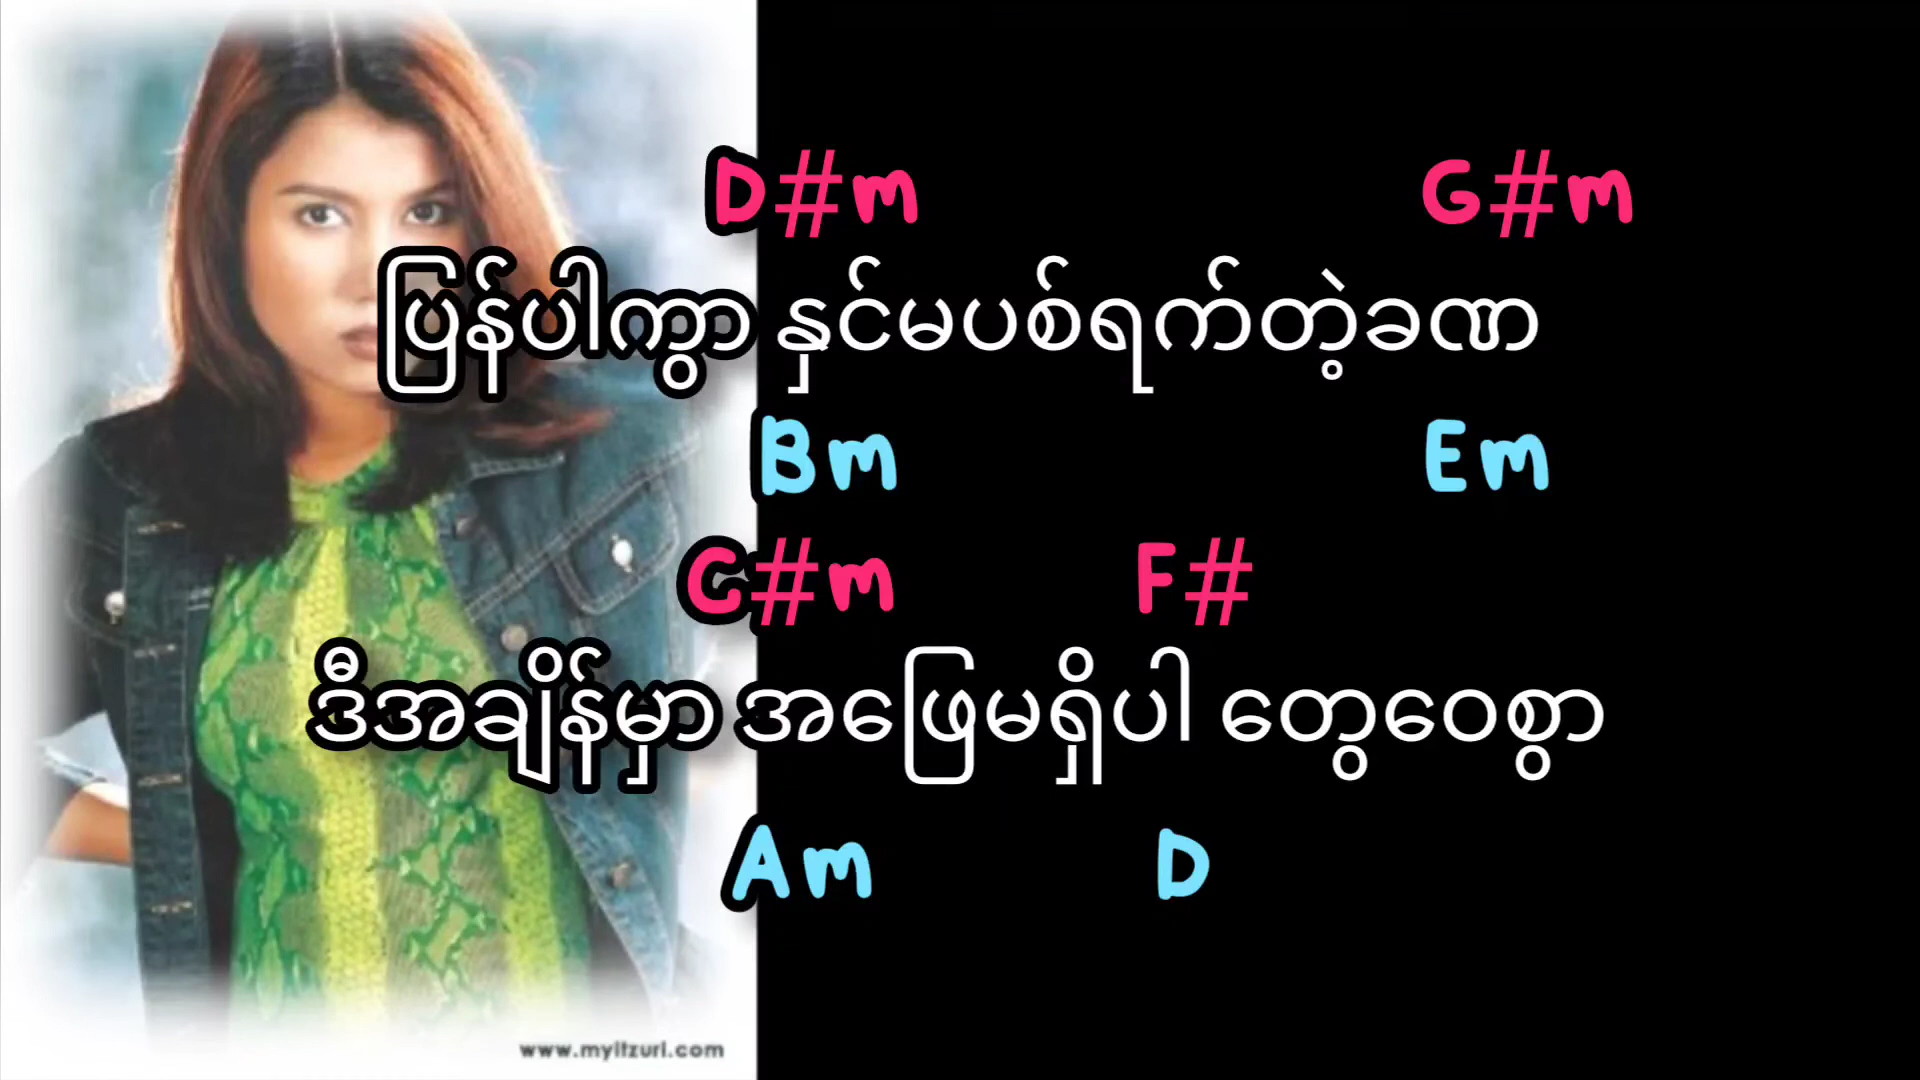 D#m G#m
ပြန်ပါကွာ နှင်မပစ်ရက်တဲ့ခဏ
Bm Em
C#m F#
ဒီအချိန်မှာ အဖြေမရှိပါ တွေဝေစွာ
Am D
www.myitzuri.com